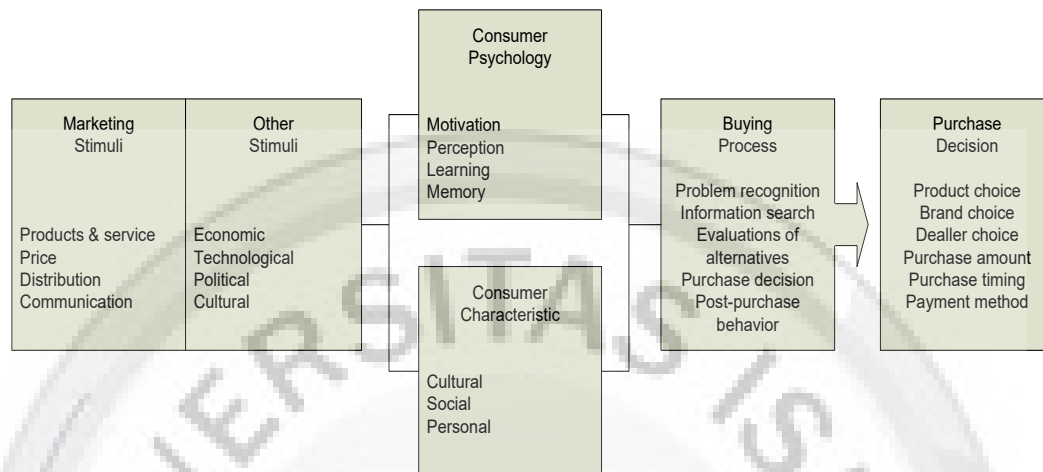 Marketing
Stimuli
Products & service
Price
Distribution
Communication
Other
Stimuli
Economic
Technological
Political
Cultural
Consumer
Psychology
Motivation
Perception
Learning
Memory
Consumer
Characteristic
Cultural
Social
Personal
Buying
Process
Problem recognition
Information search
Evaluations of
alternatives
Purchase decision
Post-purchase
behavior
Purchase
Decision
Product choice
Brand choice
Dealler choice
Purchase amount
Purchase timing
Payment method
ERSITAS IS